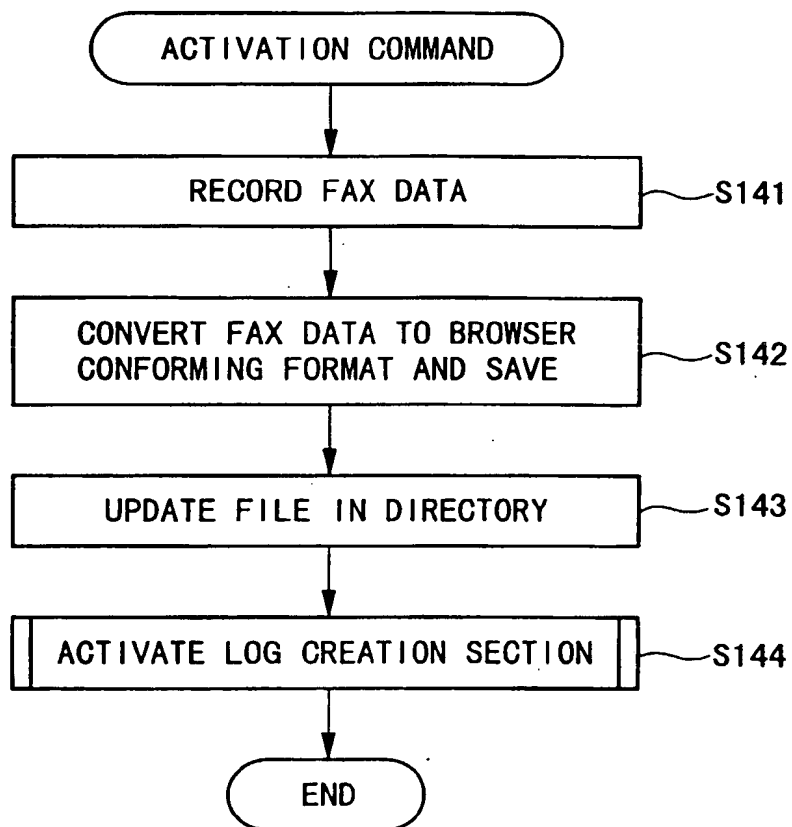 ACTIVATION COMMAND
RECORD FAX DATA
S141
CONVERT FAX DATA TO BROWSER
CONFORMING FORMAT AND SAVE
S142
UPDATE FILE IN DIRECTORY
S143
ACTIVATE LOG CREATION SECTION
S144
END